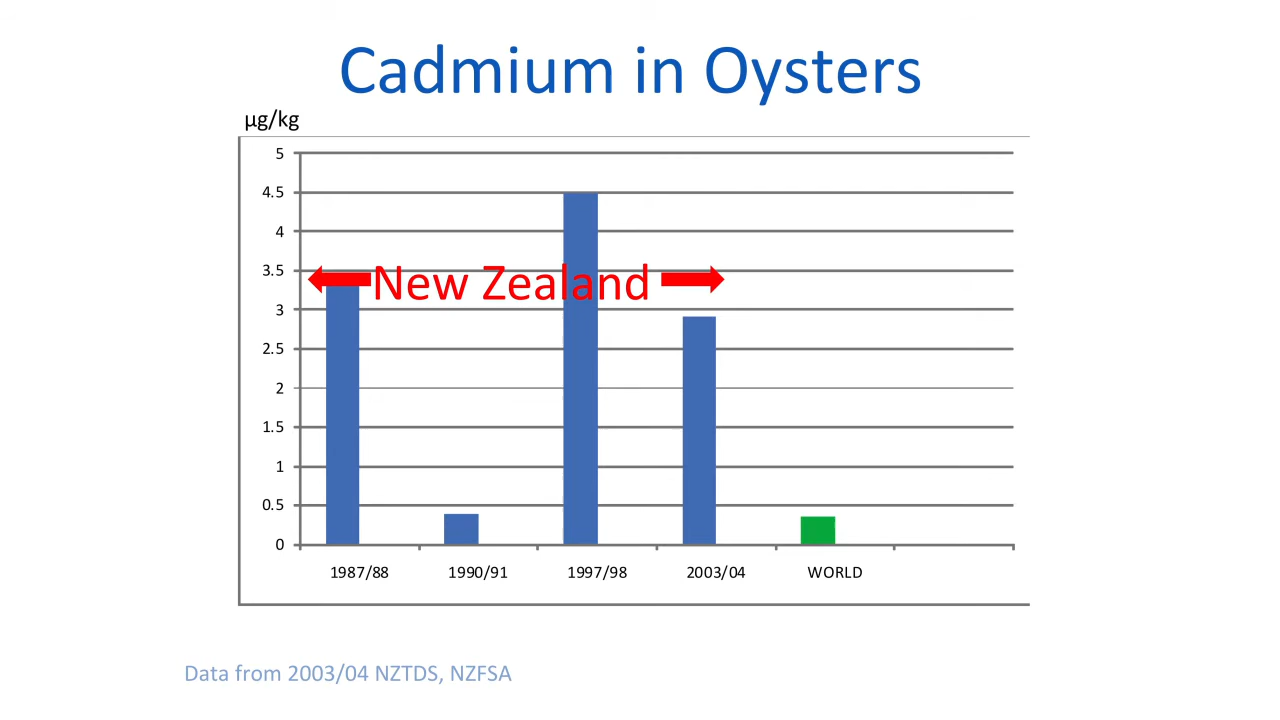 Cadmium in Oysters
µg/kg
5
4.5
4
3.5
3
2.5
2
1.5
1
0.5
0
New Zealand
1987/88 1990/91 1997/98 2003/04 WORLD
Data from 2003/04 NZTDS, NZFSA